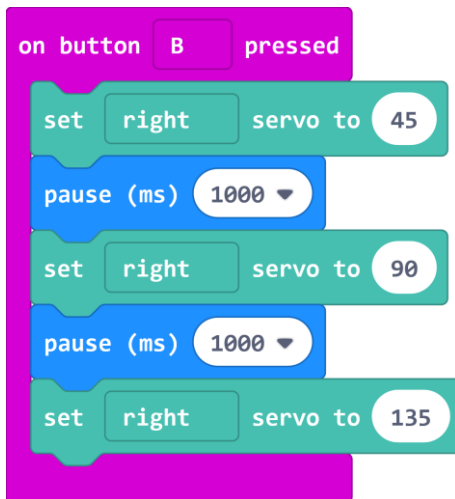 on button B pressed
set right servo to 45
pause (ms) 1000
set right servo to 90
pause (ms) 1000
set right servo to 135